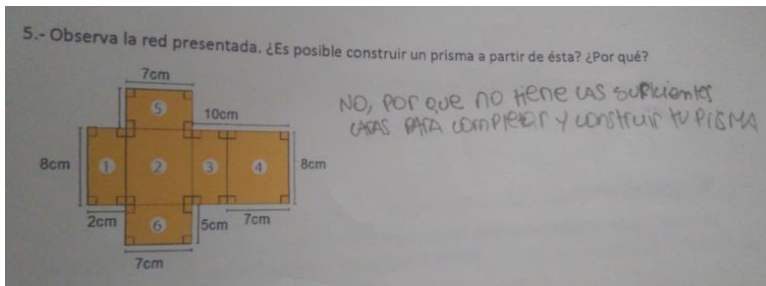 5.- Observa la red presentada. ¿Es posible construir un prisma a partir de ésta? ¿Por qué?
7cm
NO, POR QUE NO tiENE LAS SUFICIENTES
CARAS PARA COMPLETAR Y CONSTRUIR tU PRISMA
5
10cm
8cm
1
2
3
4
8cm
2cm
6
5cm
7cm
7cm